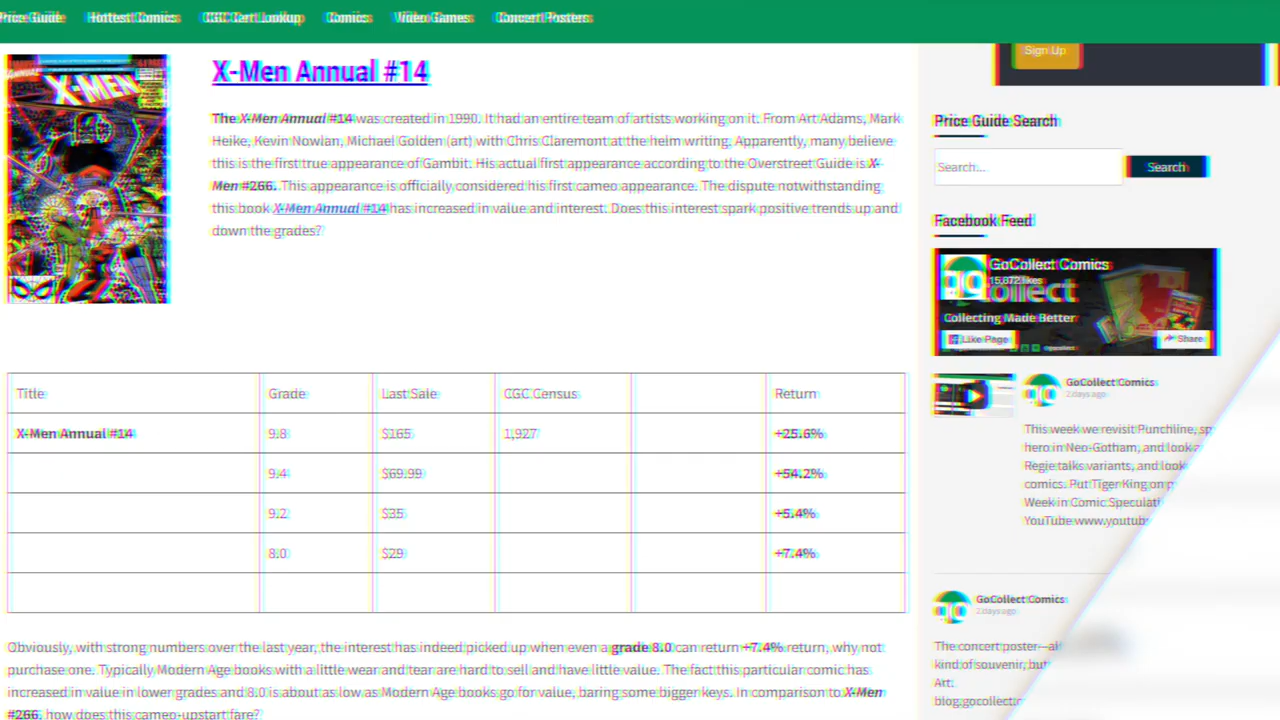 Price Guide Hottest Comics CGC Cert Lookup Comics Video Games Concert Posters
X-MEN
X-Men Annual #14
The X-Men Annual #14 was created in 1990. It had an entire team of artists working on it. From Art Adams, Mark
Heike, Kevin Nowlan, Michael Golden (art) with Chris Claremont at the helm writing. Apparently, many believe
this is the first true appearance of Gambit. His actual first appearance according to the Overstreet Guide is X-
Men #266. This appearance is officially considered his first cameo appearance. The dispute notwithstanding
this book X-Men Annual #14 has increased in value and interest. Does this interest spark positive trends up and
down the grades?
Title Grade Last Sale CGC Census Return
X-Men Annual #14 9.8 $165 1,927 +25.6%
9.4 $69.99 +54.2%
9.2 $35 +5.4%
8.0 $29 +7.4%
Obviously, with strong numbers over the last year, the interest has indeed picked up when even a grade 8.0 can return +7.4% return, why not
purchase one. Typically Modern Age books with a little wear and tear are hard to sell and have little value. The fact this particular comic has
increased in value in lower grades and 8.0 is about as low as Modern Age books go for value, baring some bigger keys. In comparison to X-Men
#266, how does this cameo-upstart fare?
Sign Up
Price Guide Search
Search... Search
Facebook Feed
GoCollect Comics
15,072 likes
collect
Collecting Made Better
Like Page Share
GoCollect Comics
2 days ago
This week we revisit Punchline, sp
hero in Neo-Gotham, and look a
Regie talks variants, and look
comics. Put Tiger King on p
Week in Comic Speculati
YouTube www.youtub
GoCollect Comics
2 days ago
The concert poster—al
kind of souvenir, but
Art.
blog.gocollect.c